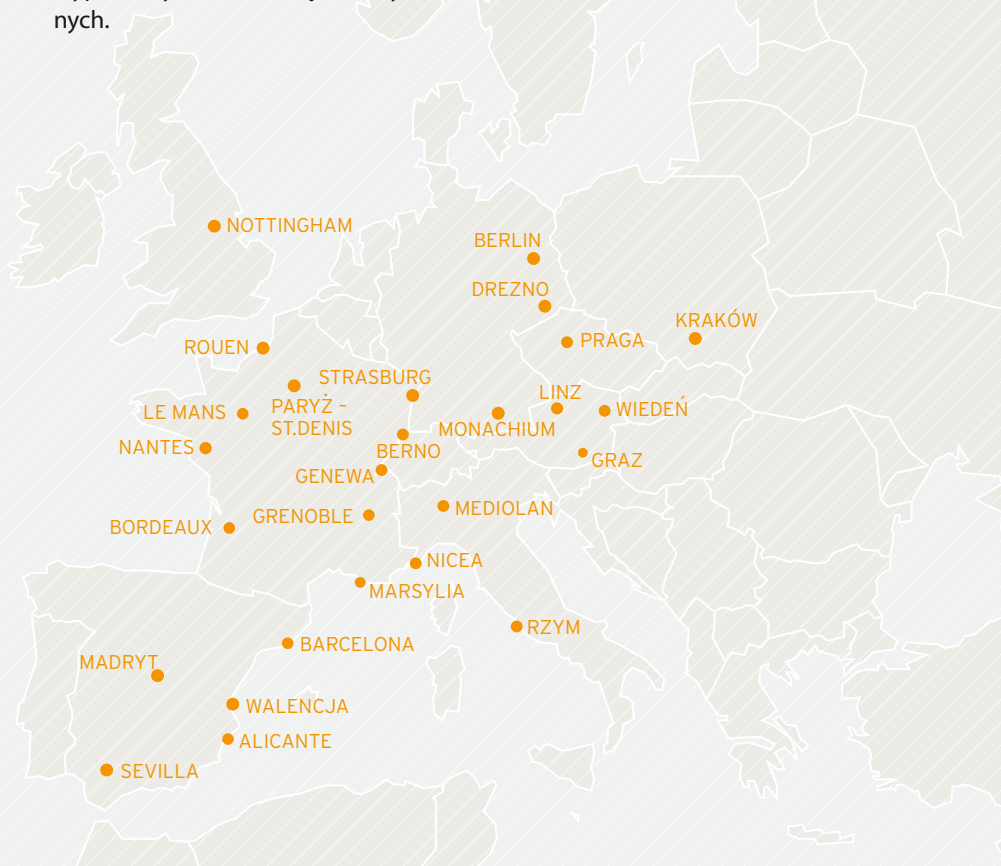 nych.
NOTTINGHAM
BERLIN
DREZNO
KRAKÓW
PRAGA
ROUEN
STRASBURG
LINZ
PARYŻ –
ST.DENIS
LE MANS
WIEDEŃ
MONACHIUM
NANTES
BERNO
GRAZ
GENEWA
MEDIOLAN
GRENOBLE
BORDEAUX
NICEA
MARSYLIA
RZYM
BARCELONA
MADRYT
WALENCJA
ALICANTE
SEVILLA